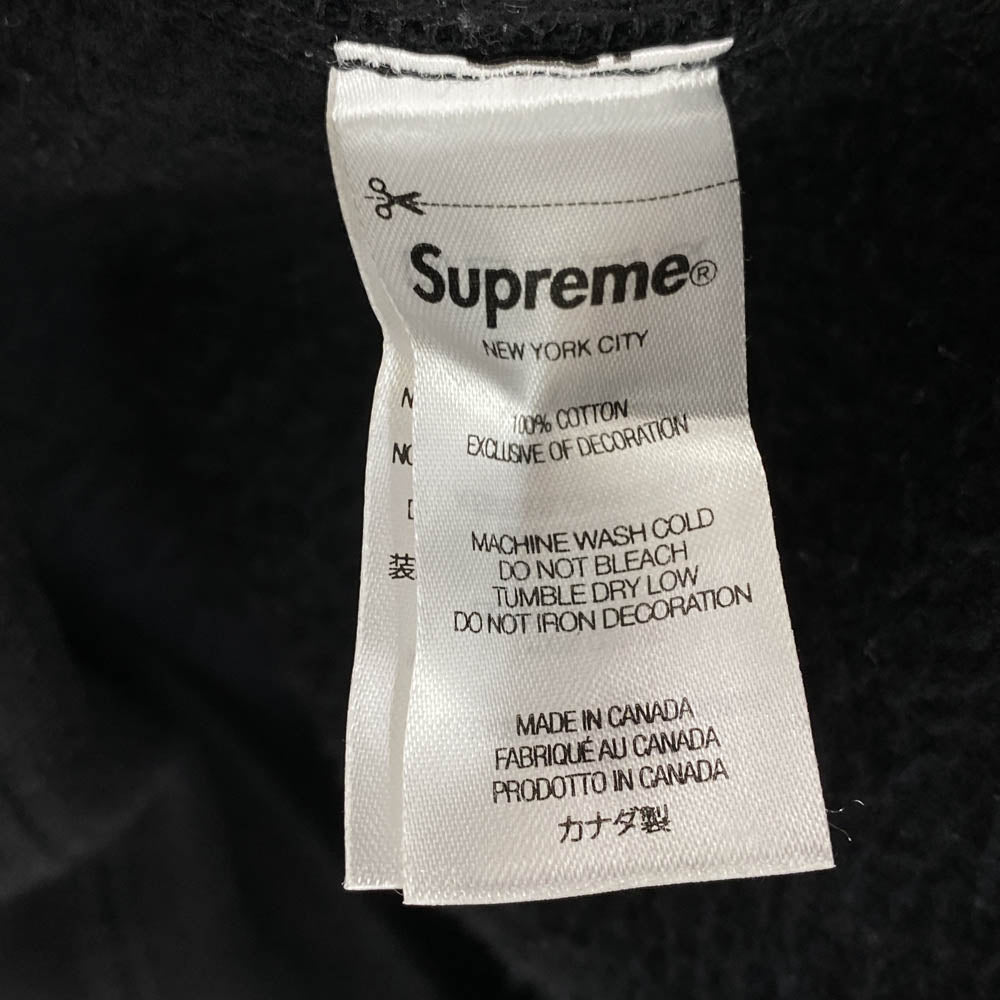 Supreme®
NEW YORK CITY
100% COTTON
EXCLUSIVE OF DECORATION
MACHINE WASH COLD
DO NOT BLEACH
TUMBLE DRY LOW
DO NOT IRON DECORATION
MADE IN CANADA
FABRIQUÉ AU CANADA
PRODOTTO IN CANADA
カナダ製
装